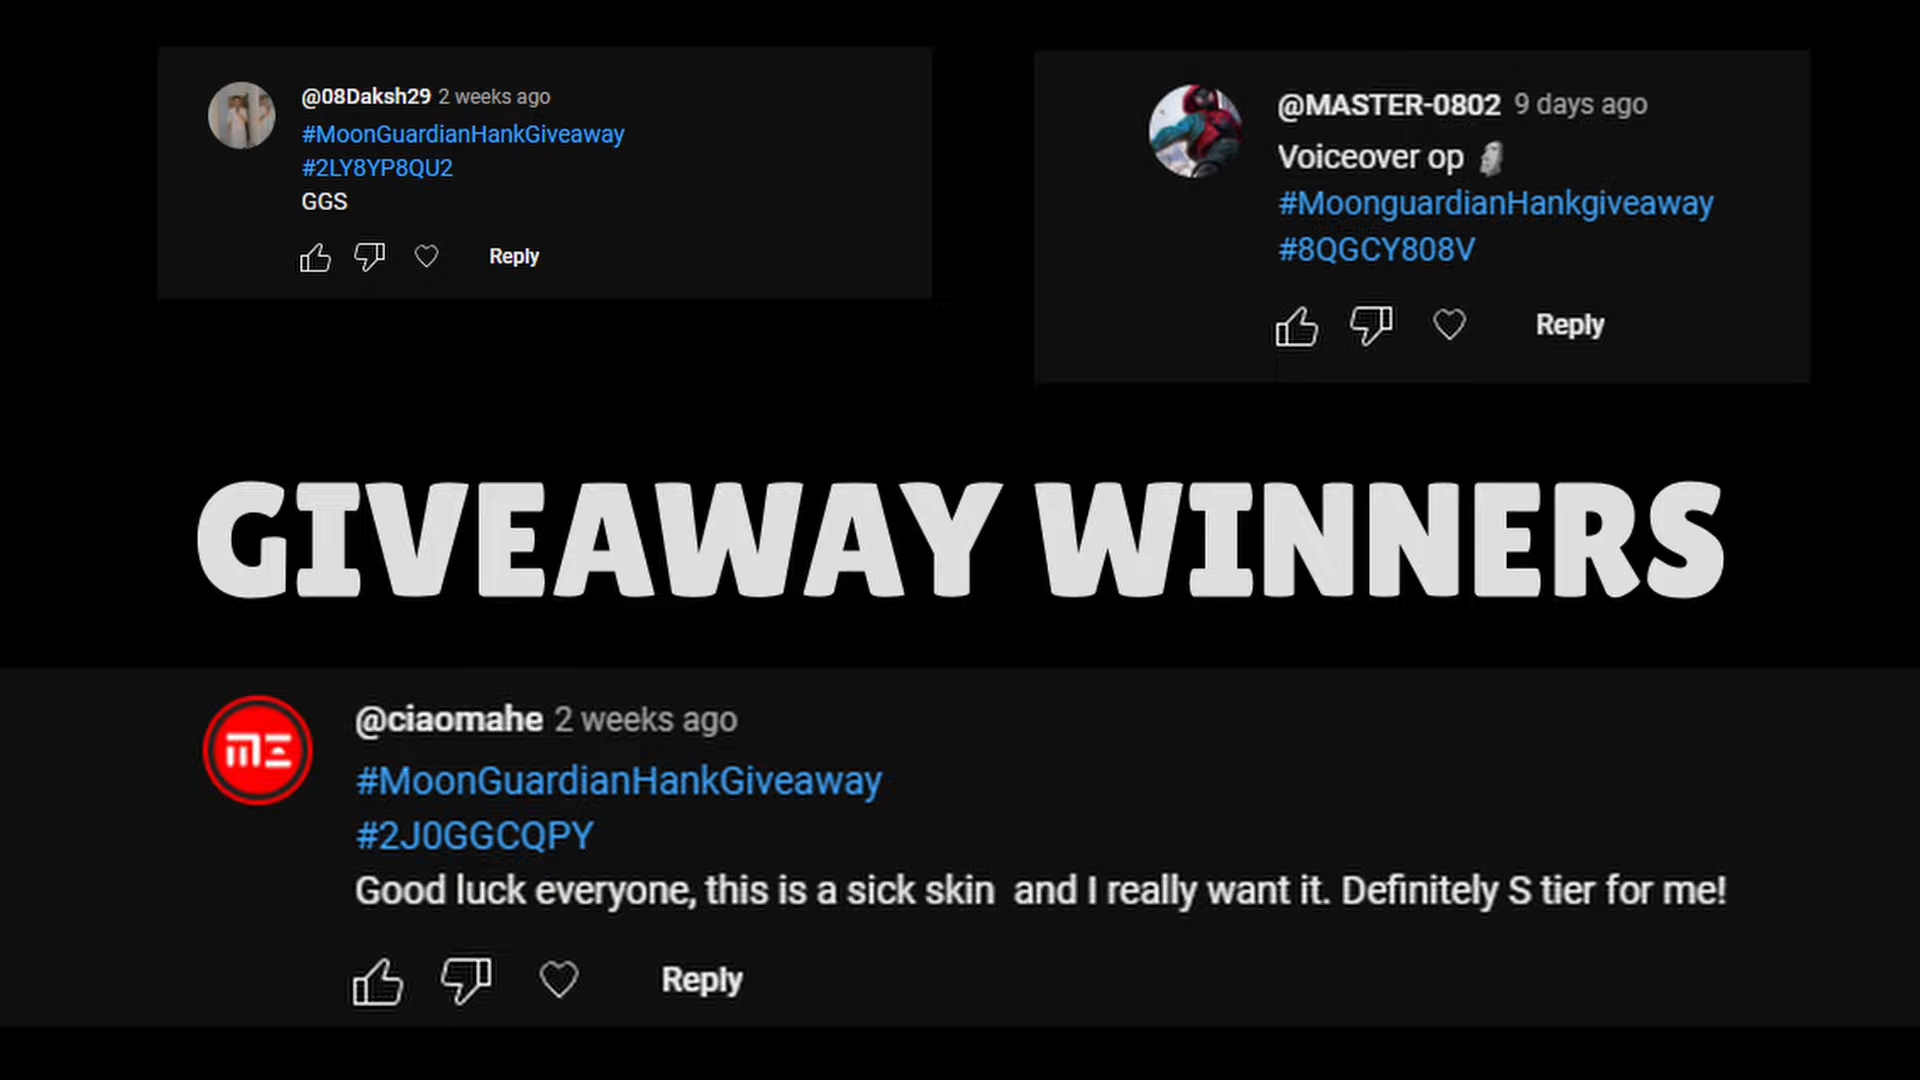 @08Daksh29 2 weeks ago
#MoonGuardianHankGiveaway
#2LY8YP8QU2
GGS
Reply
@MASTER-0802 9 days ago
Voiceover op 🗿
#MoonguardianHankgiveaway
#8QGCY808V
Reply
GIVEAWAY WINNERS
ME
@ciaomahe 2 weeks ago
#MoonGuardianHankGiveaway
#2J0GGCQPY
Good luck everyone, this is a sick skin  and I really want it. Definitely S tier for me!
Reply